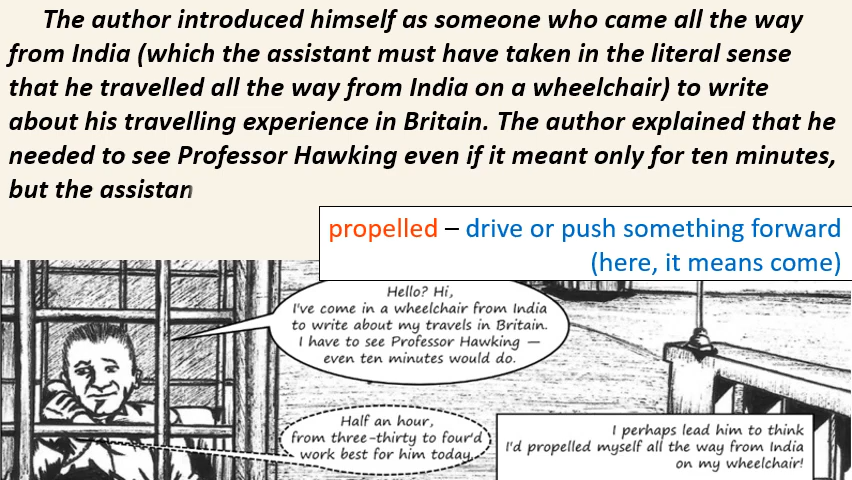 The author introduced himself as someone who came all the way
from India (which the assistant must have taken in the literal sense
that he travelled all the way from India on a wheelchair) to write
about his travelling experience in Britain. The author explained that he
needed to see Professor Hawking even if it meant only for ten minutes,
but the assistan
propelled – drive or push something forward
(here, it means come)
Hello? Hi,
I've come in a wheelchair from India
to write about my travels in Britain.
I have to see Professor Hawking —
even ten minutes would do.
Half an hour,
from three-thirty to four'd
work best for him today.
I perhaps lead him to think
I'd propelled myself all the way from India
on my wheelchair!